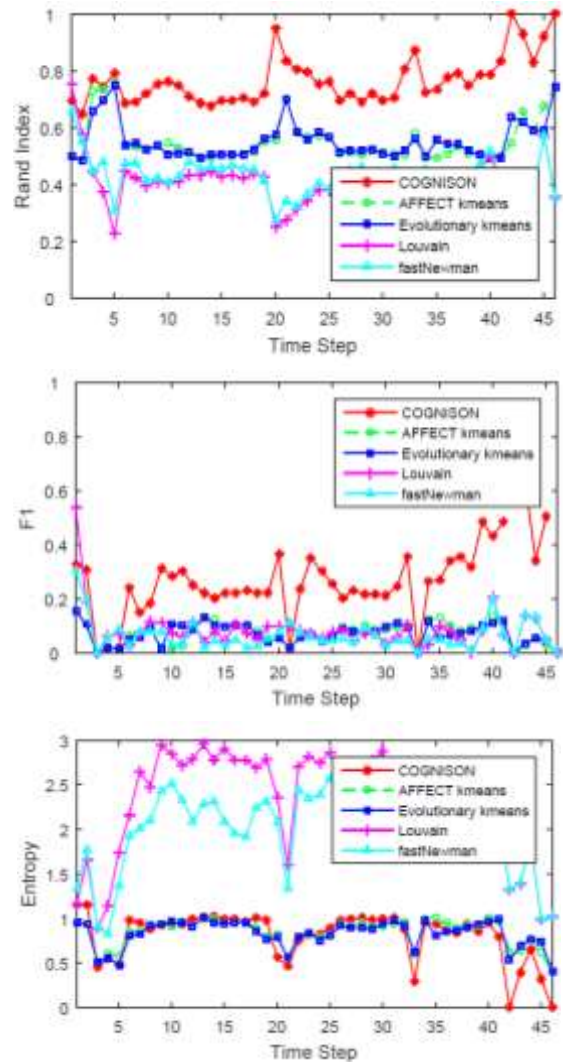 1
0.8
0.6
0.4
0.2
0
Rand Index
COGNISON
AFFECT kmeans
Evolutionary kmeans
Louvain
fastNewman
5 10 15 20 25 30 35 40 45
Time Step
1
0.8
0.6
0.4
0.2
0
F1
COGNISON
AFFECT kmeans
Evolutionary kmeans
Louvain
fastNewman
5 10 15 20 25 30 35 40 45
Time Step
3
2.5
2
1.5
1
0.5
0
Entropy
COGNISON
AFFECT kmeans
Evolutionary kmeans
Louvain
fastNewman
5 10 15 20 25 30 35 40 45
Time Step